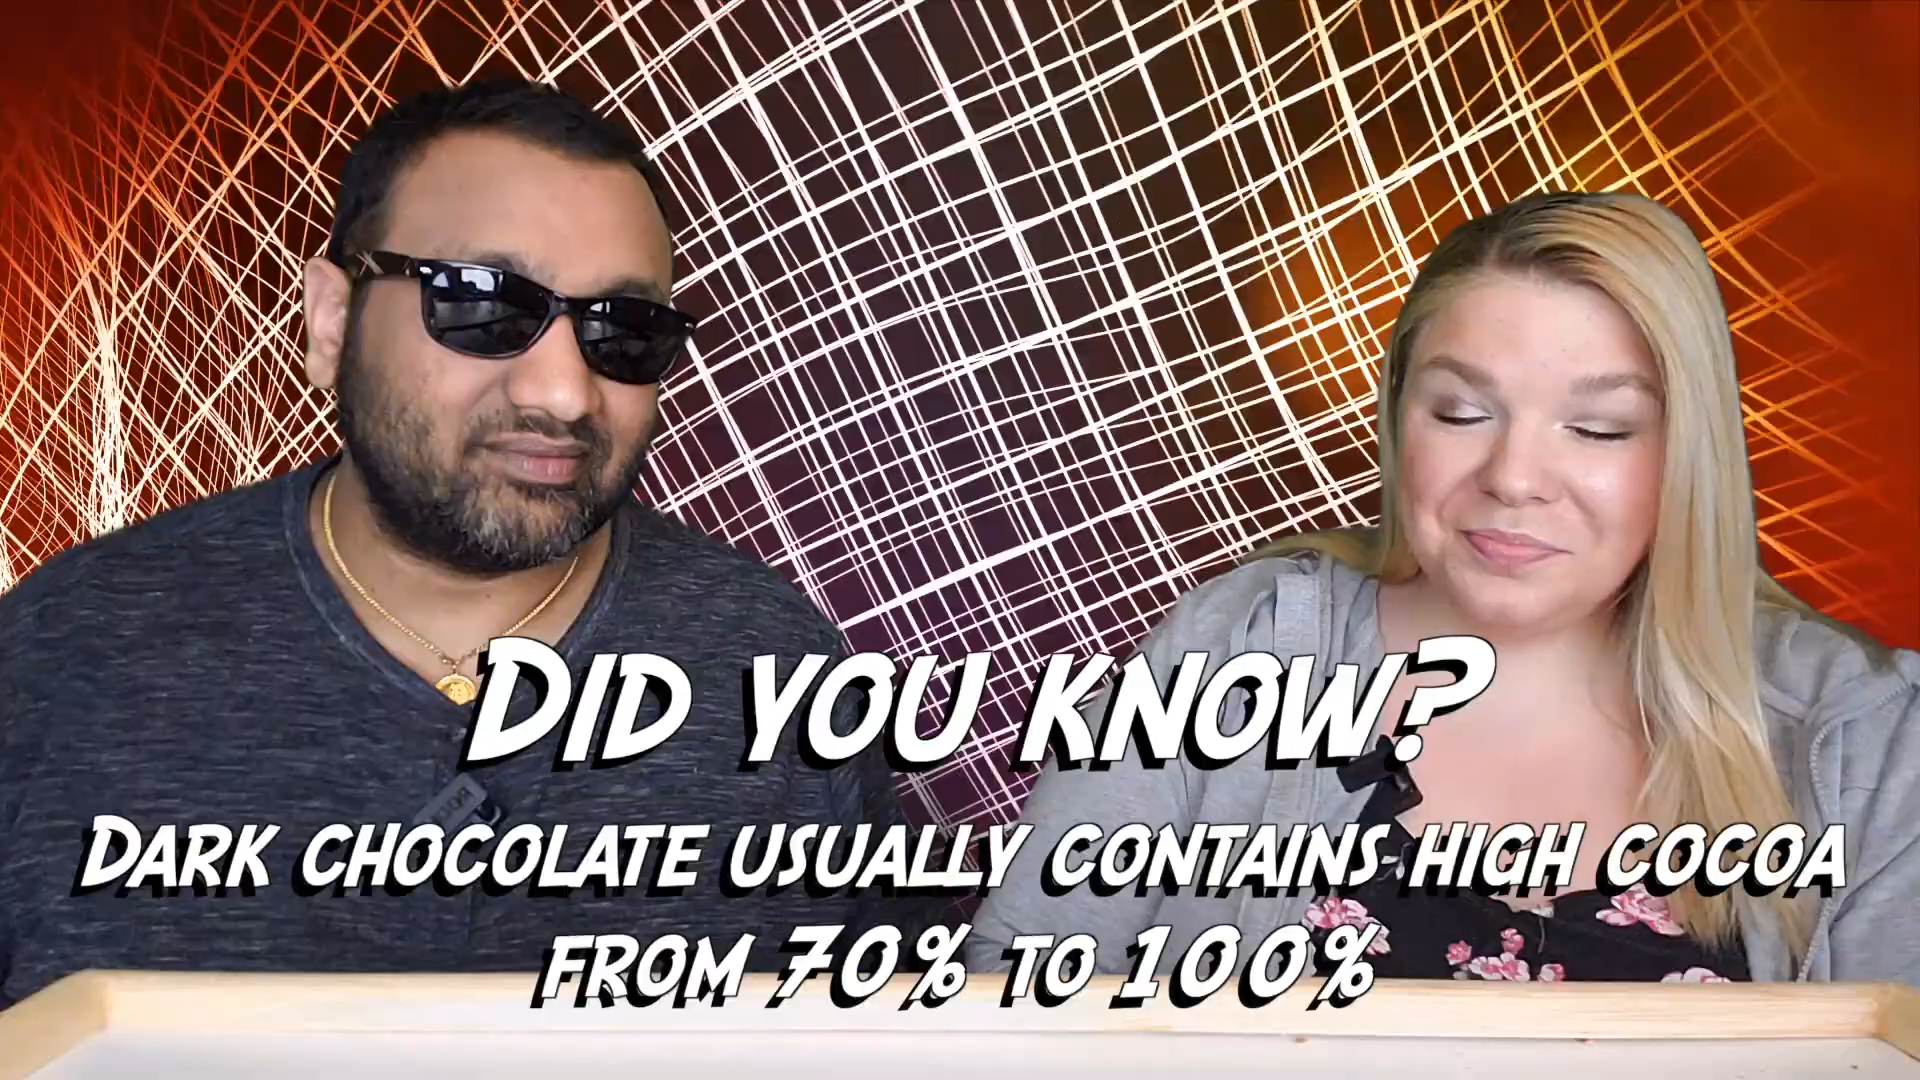 DID YOU KNOW?
DARK CHOCOLATE USUALLY CONTAINS HIGH COCOA
FROM 70% TO 100%